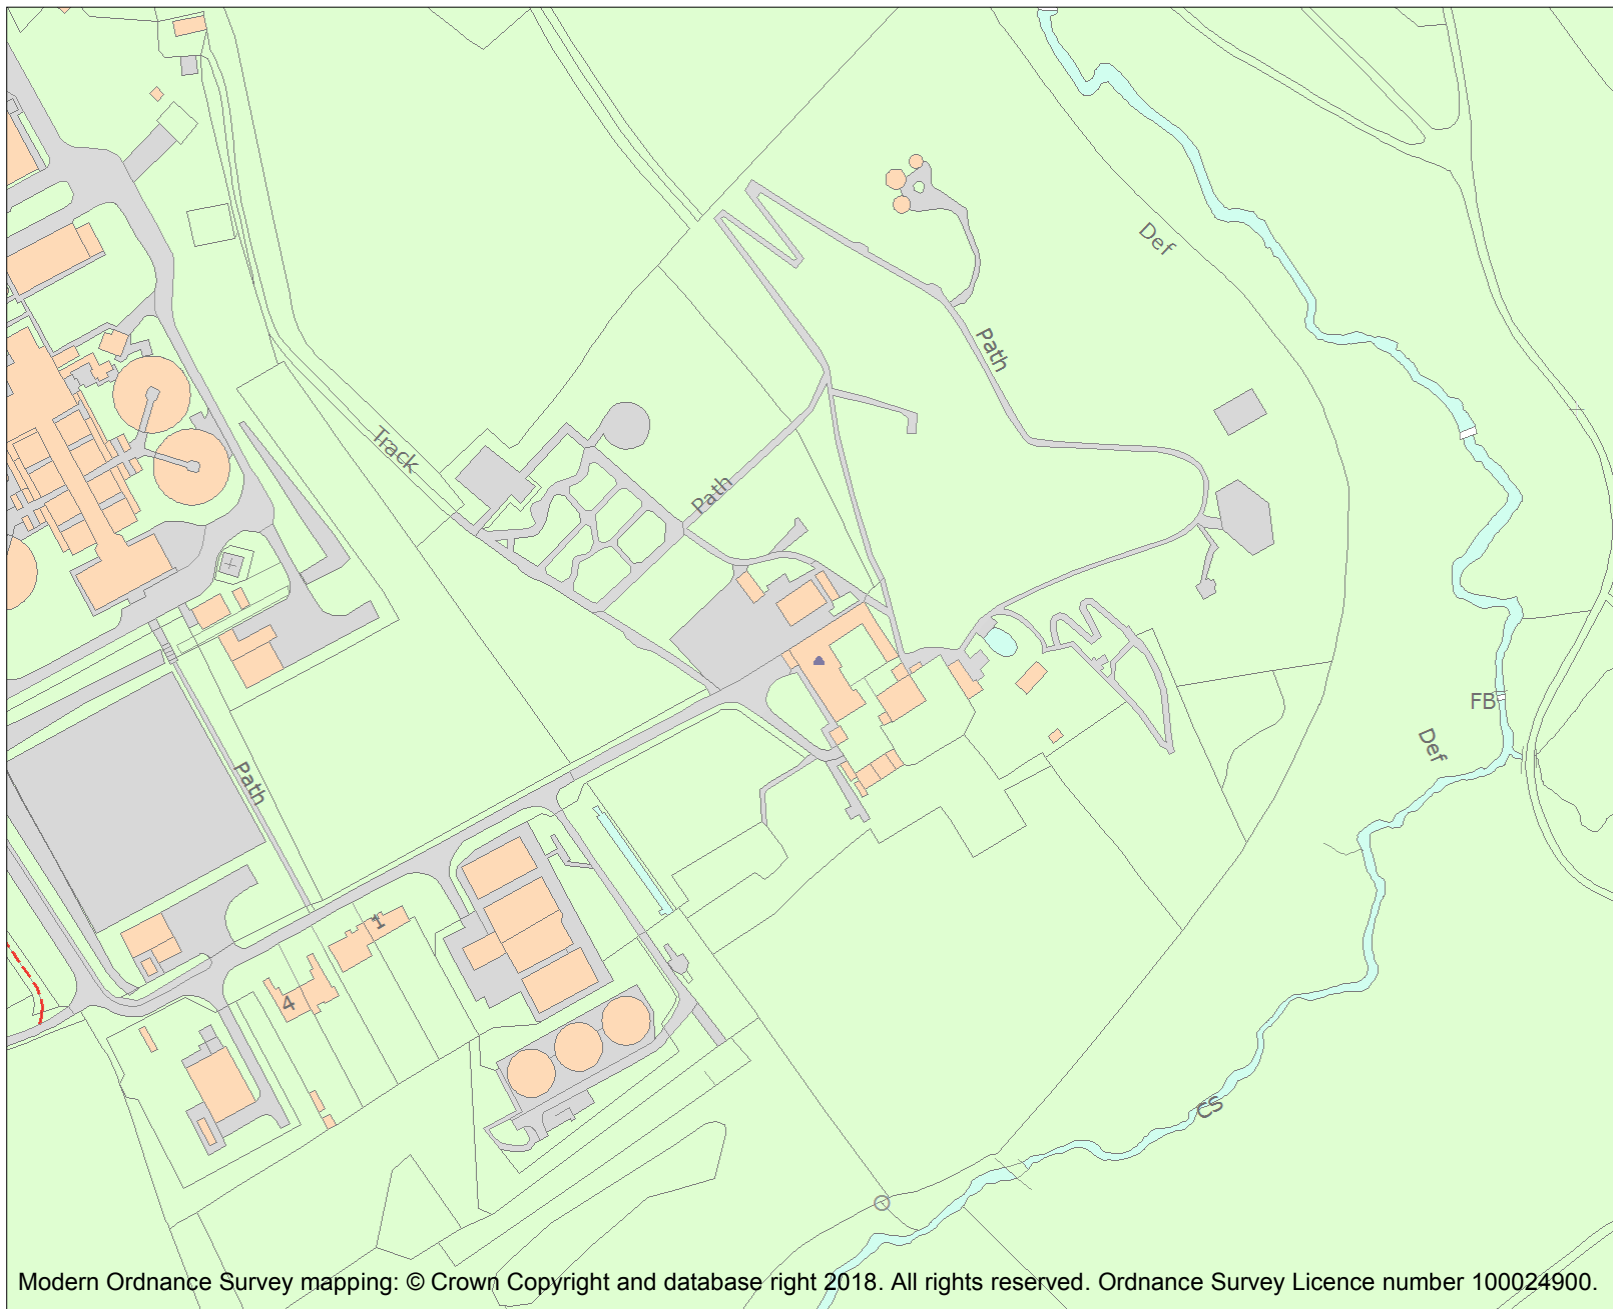 Def
Path
Track
Path
FB
Def
Path
1
4
CS
Modern Ordnance Survey mapping: © Crown Copyright and database right 2018. All rights reserved. Ordnance Survey Licence number 100024900.